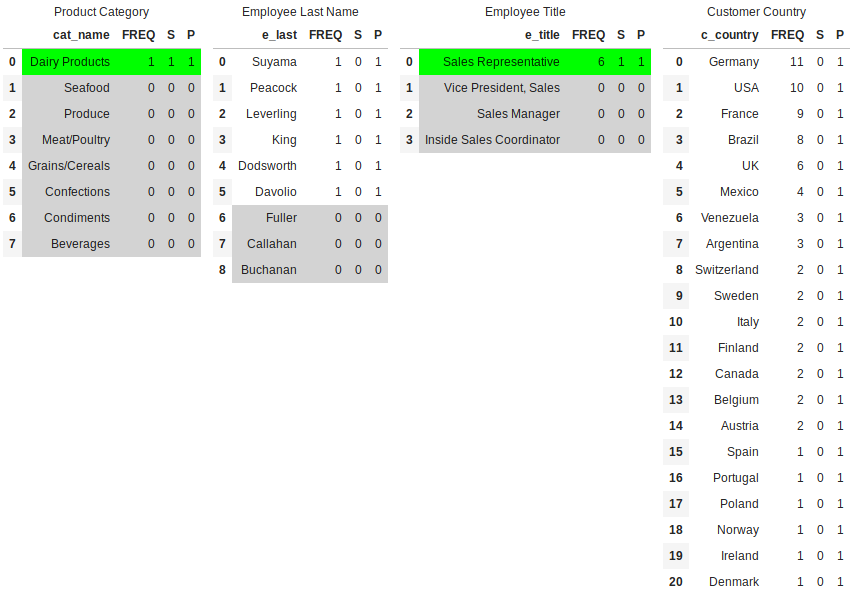 Product Category
cat_name FREQ S P
0 Dairy Products 1 1 1
1 Seafood 0 0 0
2 Produce 0 0 0
3 Meat/Poultry 0 0 0
4 Grains/Cereals 0 0 0
5 Confections 0 0 0
6 Condiments 0 0 0
7 Beverages 0 0 0
Employee Last Name
e_last FREQ S P
0 Suyama 1 0 1
1 Peacock 1 0 1
2 Leverling 1 0 1
3 King 1 0 1
4 Dodsworth 1 0 1
5 Davolio 1 0 1
6 Fuller 0 0 0
7 Callahan 0 0 0
8 Buchanan 0 0 0
Employee Title
e_title FREQ S P
0 Sales Representative 6 1 1
1 Vice President, Sales 0 0 0
2 Sales Manager 0 0 0
3 Inside Sales Coordinator 0 0 0
Customer Country
c_country FREQ S P
0 Germany 11 0 1
1 USA 10 0 1
2 France 9 0 1
3 Brazil 8 0 1
4 UK 6 0 1
5 Mexico 4 0 1
6 Venezuela 3 0 1
7 Argentina 3 0 1
8 Switzerland 2 0 1
9 Sweden 2 0 1
10 Italy 2 0 1
11 Finland 2 0 1
12 Canada 2 0 1
13 Belgium 2 0 1
14 Austria 2 0 1
15 Spain 1 0 1
16 Portugal 1 0 1
17 Poland 1 0 1
18 Norway 1 0 1
19 Ireland 1 0 1
20 Denmark 1 0 1